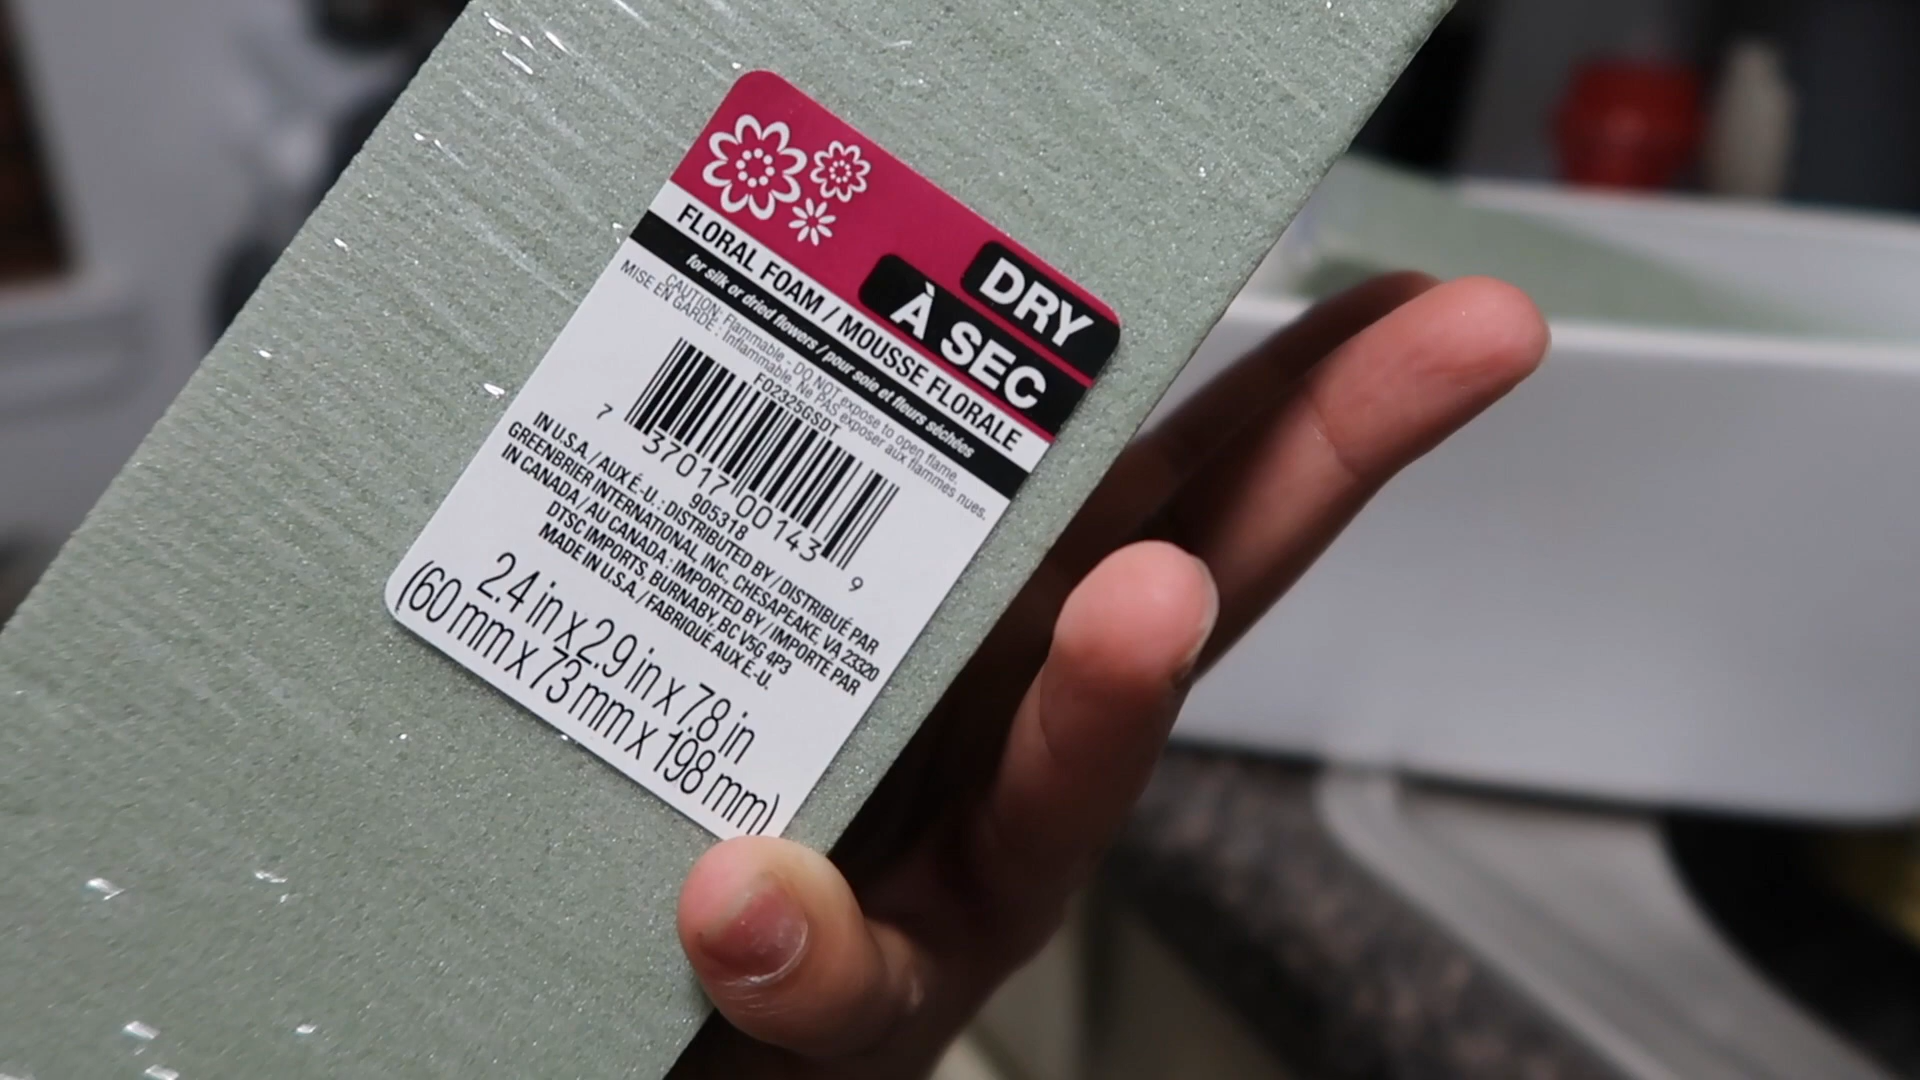 DRY
À SEC
FLORAL FOAM / MOUSSE FLORALE
for silk or dried flowers / pour soie et fleurs séchées
CAUTION: Flammable - DO NOT expose to open flame.
MISE EN GARDE : Inflammable. Ne PAS exposer aux flammes nues.
F02325GSDT
7 37017 00143 9
905318
IN U.S.A. / AUX É.-U. : DISTRIBUTED BY / DISTRIBUÉ PAR
GREENBRIER INTERNATIONAL, INC., CHESAPEAKE, VA 23320
IN CANADA / AU CANADA : IMPORTED BY / IMPORTE PAR
DTSC IMPORTS, BURNABY, BC V5G 4P3
MADE IN U.S.A. / FABRIQUÉ AUX É.-U.
2.4 in x 2.9 in x 7.8 in
(60 mm x 73 mm x 198 mm)